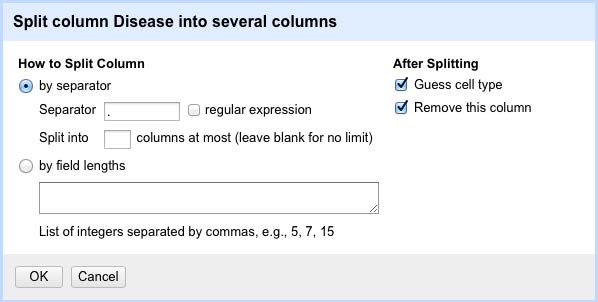 Split column Disease into several columns
How to Split Column
by separator
Separator . regular expression
Split into columns at most (leave blank for no limit)
by field lengths
List of integers separated by commas, e.g., 5, 7, 15
After Splitting
Guess cell type
Remove this column
OK Cancel